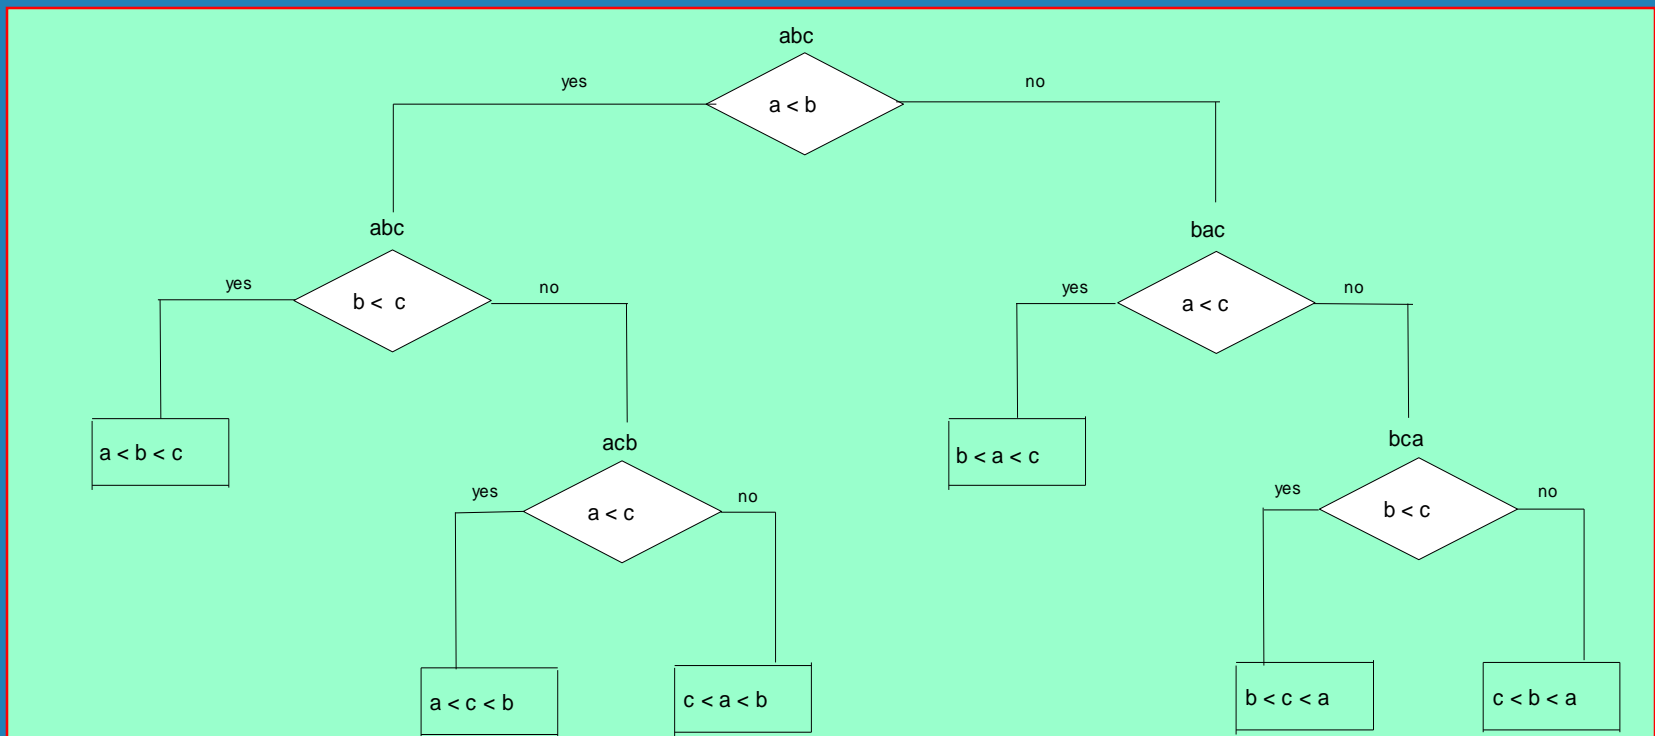 abc
yes
no
a < b
abc
bac
yes
no
yes
no
b < c
a < c
a < b < c
acb
b < a < c
bca
yes
no
yes
no
a < c
b < c
a < c < b
c < a < b
b < c < a
c < b < a